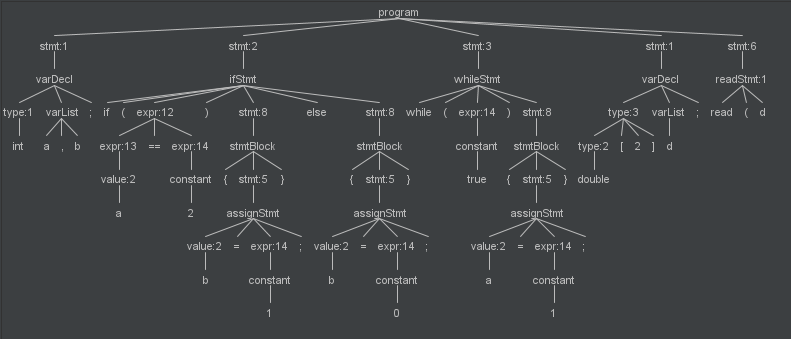 program
stmt:1 stmt:2 stmt:3 stmt:1 stmt:6
varDecl ifStmt whileStmt varDecl readStmt:1
type:1 varList ; if ( expr:12 ) stmt:8 else stmt:8 while ( expr:14 ) stmt:8 type:3 varList ; read ( d
int a , b expr:13 == expr:14 stmtBlock stmtBlock constant stmtBlock type:2 [ 2 ] d
value:2 constant { stmt:5 } { stmt:5 } true { stmt:5 } double
a 2 assignStmt assignStmt assignStmt
value:2 = expr:14 ; value:2 = expr:14 ; value:2 = expr:14 ;
b constant b constant a constant
1 0 1